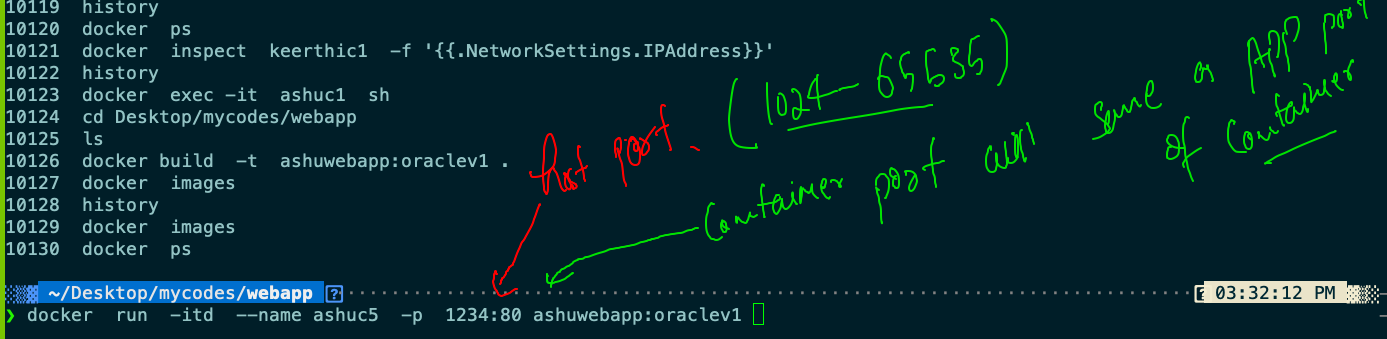 10119 history
10120 docker ps
10121 docker inspect keerthic1 -f '{{.NetworkSettings.IPAddress}}'
10122 history
10123 docker exec -it ashuc1 sh
10124 cd Desktop/mycodes/webapp
10125 ls
10126 docker build -t ashuwebapp:oraclev1 .
10127 docker images
10128 history
10129 docker images
10130 docker ps
port.
(1024-65535)
Container port will same as APP port
of Container
~/Desktop/mycodes/webapp ?
03:32:12 PM
❯ docker run -itd --name ashuc5 -p 1234:80 ashuwebapp:oraclev1